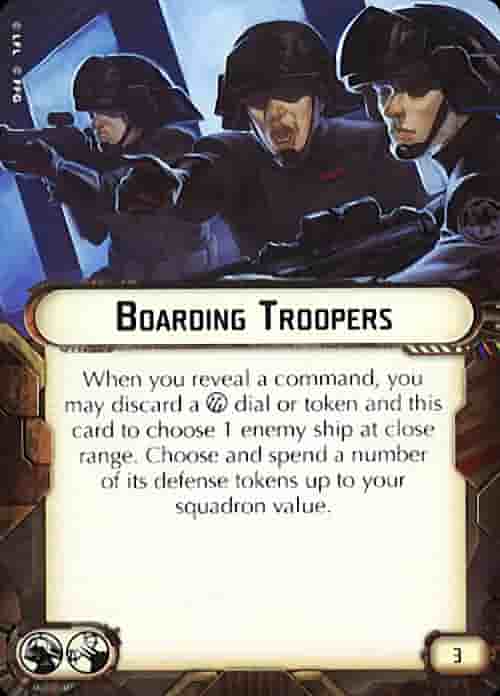 © LFL © FFG
Boarding Troopers
When you reveal a command, you
may discard a dial or token and this
card to choose 1 enemy ship at close
range. Choose and spend a number
of its defense tokens up to your
squadron value.
3